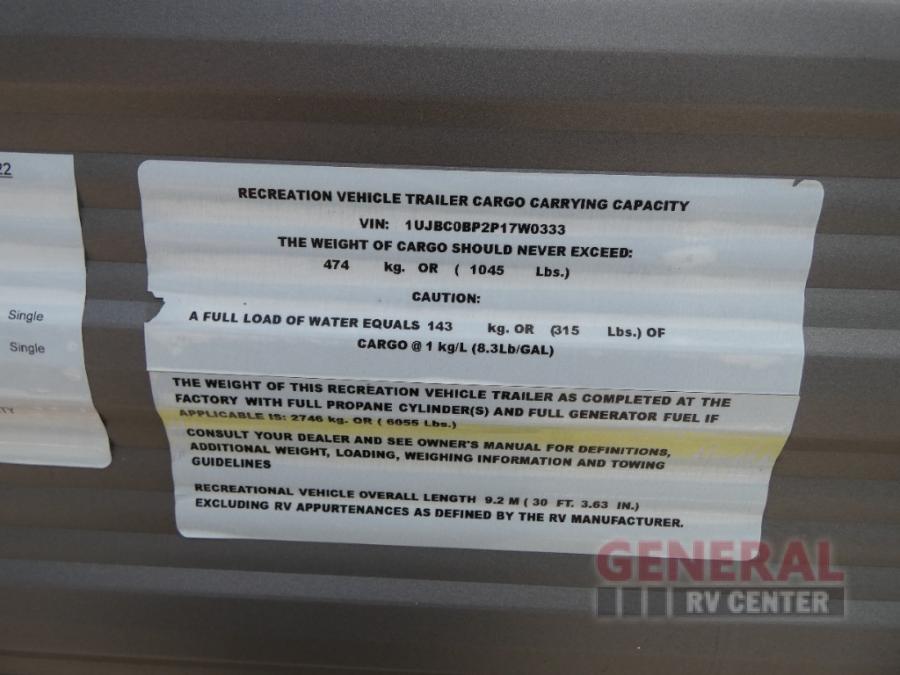 22
Single
Single
TY
RECREATION VEHICLE TRAILER CARGO CARRYING CAPACITY
VIN: 1UJBC0BP2P17W0333
THE WEIGHT OF CARGO SHOULD NEVER EXCEED:
474 kg. OR ( 1045 Lbs.)
CAUTION:
A FULL LOAD OF WATER EQUALS 143 kg. OR (315 Lbs.) OF
CARGO @ 1 kg/L (8.3Lb/GAL)
THE WEIGHT OF THIS RECREATION VEHICLE TRAILER AS COMPLETED AT THE
FACTORY WITH FULL PROPANE CYLINDER(S) AND FULL GENERATOR FUEL IF
APPLICABLE IS: 2746 kg. OR ( 6055 Lbs.)
CONSULT YOUR DEALER AND SEE OWNER'S MANUAL FOR DEFINITIONS,
ADDITIONAL WEIGHT, LOADING, WEIGHING INFORMATION AND TOWING
GUIDELINES
RECREATIONAL VEHICLE OVERALL LENGTH 9.2 M ( 30 FT. 3.63 IN.)
EXCLUDING RV APPURTENANCES AS DEFINED BY THE RV MANUFACTURER.
GENERAL
RV CENTER